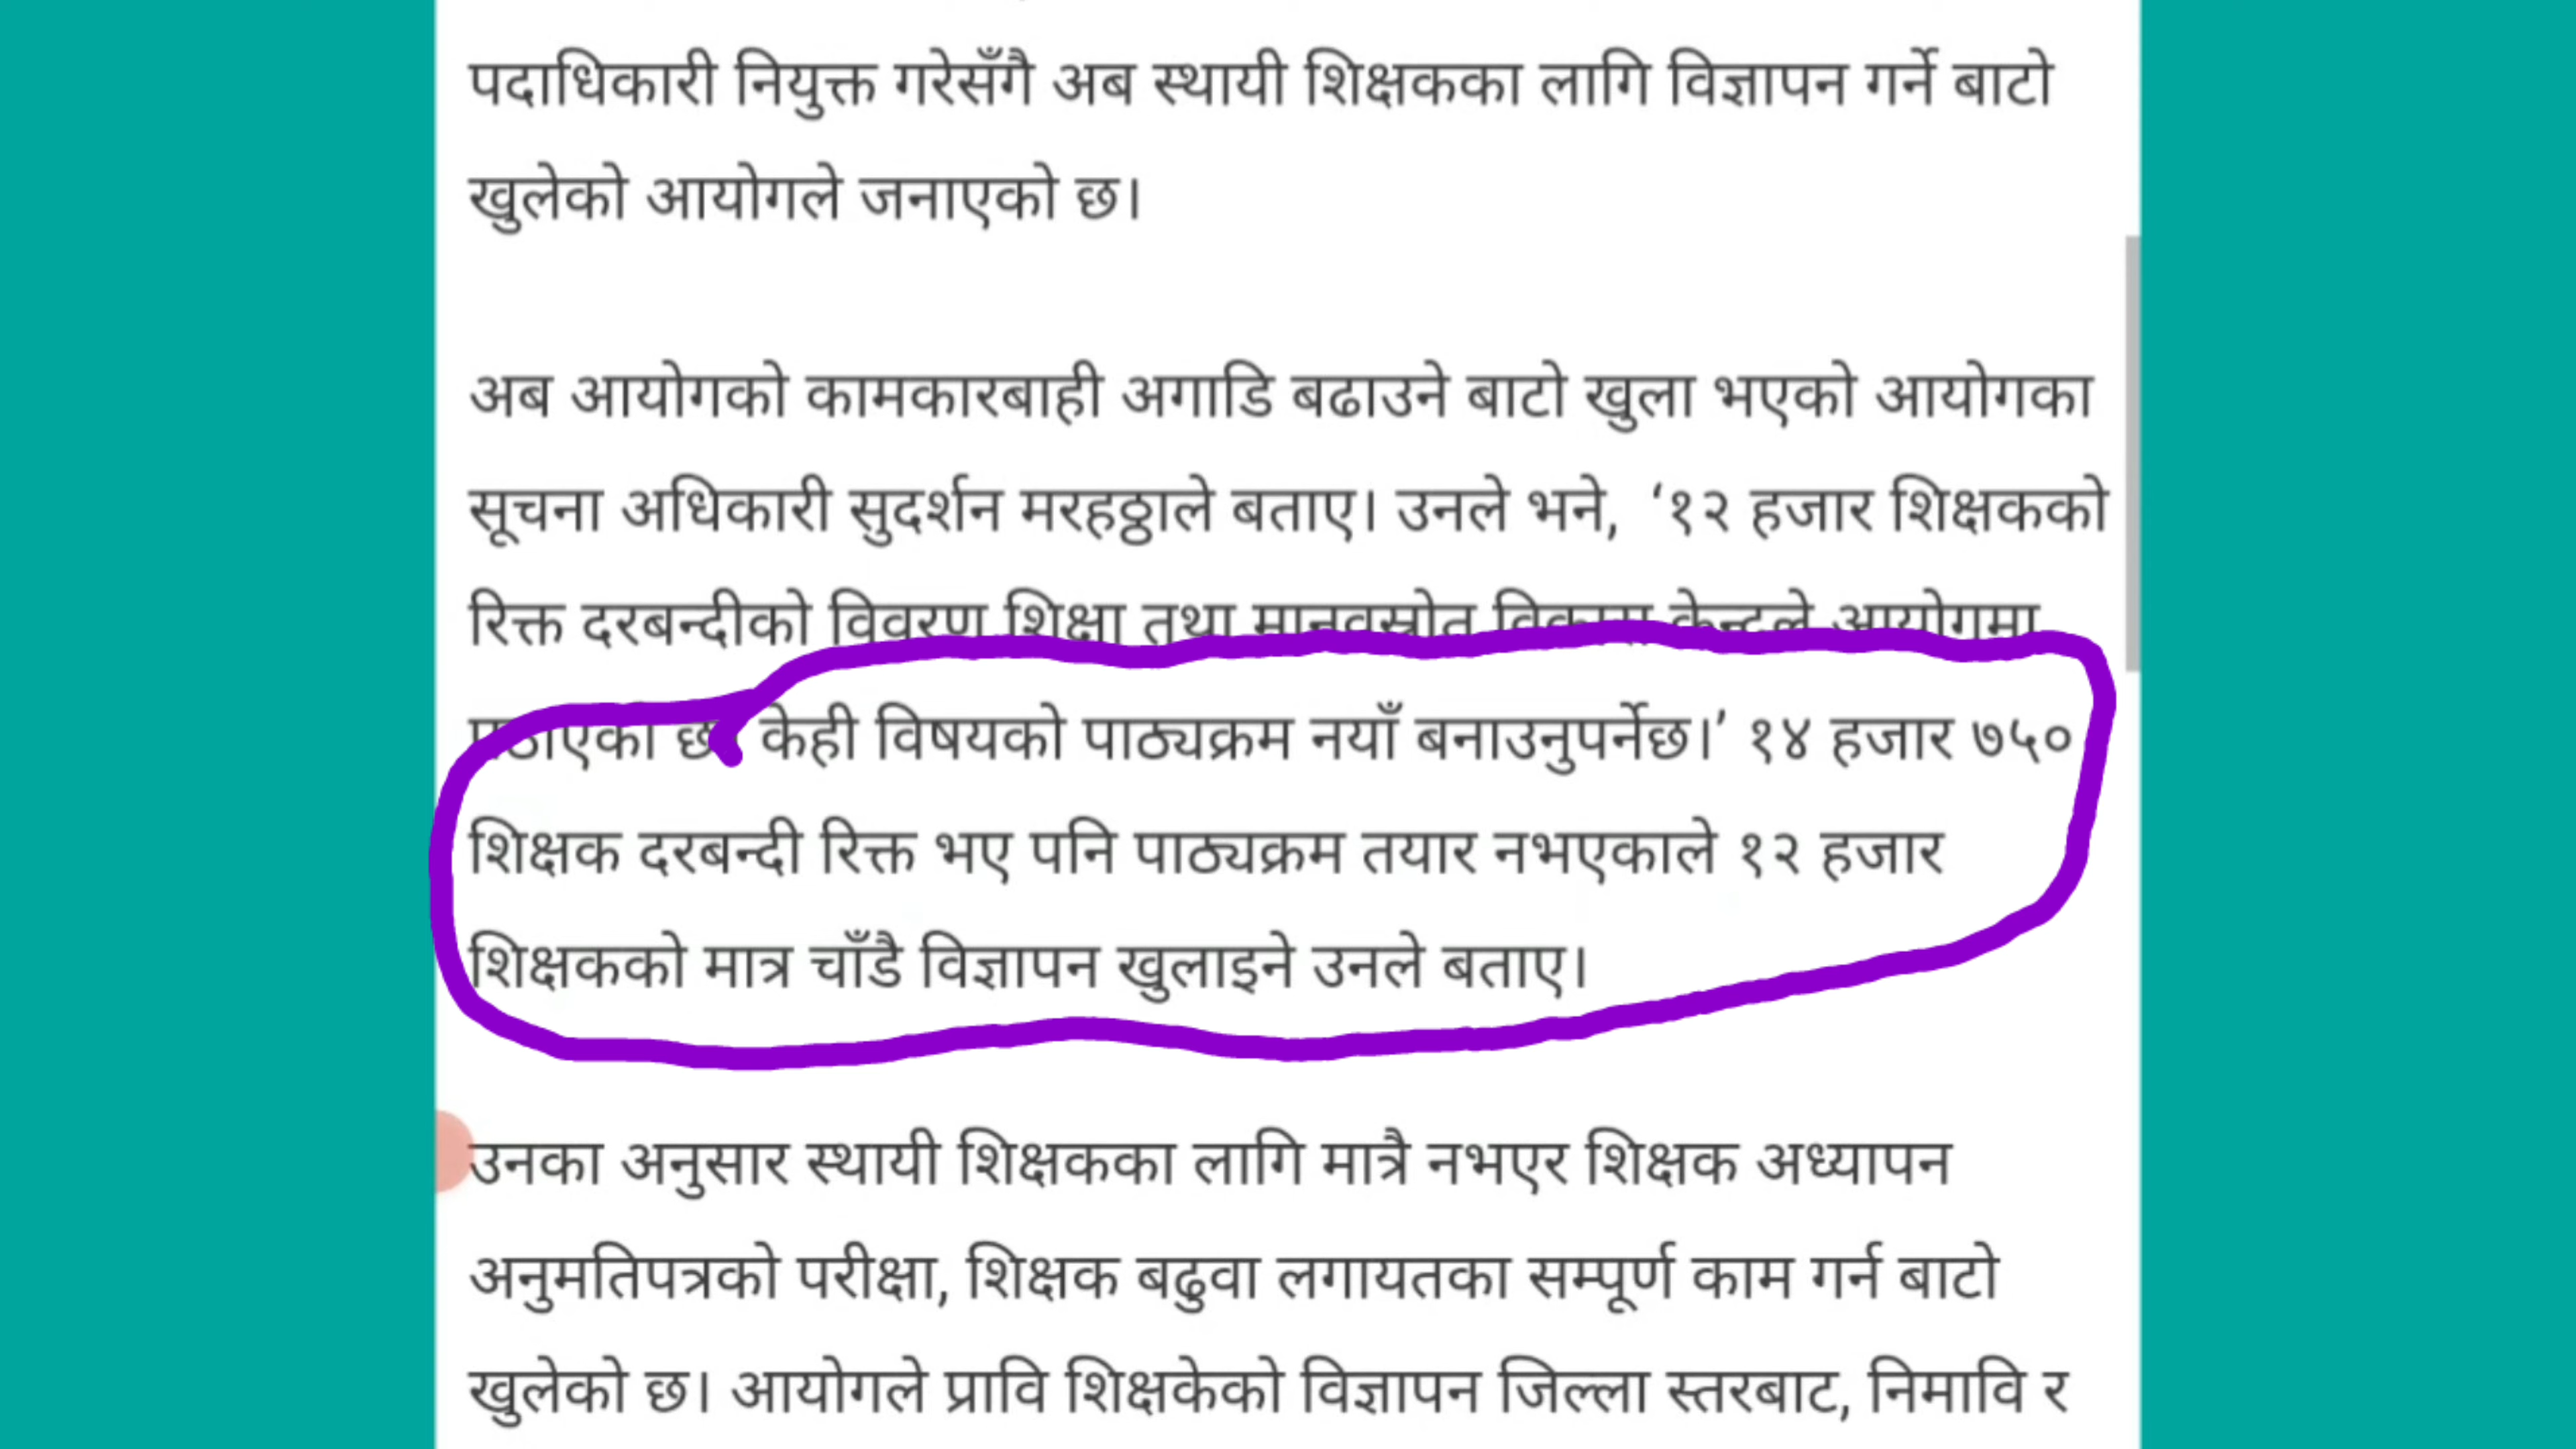 पदाधिकारी नियुक्त गरेसँगै अब स्थायी शिक्षकका लागि विज्ञापन गर्ने बाटो
खुलेको आयोगले जनाएको छ।
अब आयोगको कामकारबाही अगाडि बढाउने बाटो खुला भएको आयोगका
सूचना अधिकारी सुदर्शन मरहठ्ठाले बताए। उनले भने, ‘१२ हजार शिक्षकको
रिक्त दरबन्दीको विवरण शिक्षा तथा मानवस्रोत विकास केन्द्रले आयोगमा
पठाएको छ। केही विषयको पाठ्यक्रम नयाँ बनाउनुपर्नेछ।’ १४ हजार ७५०
शिक्षक दरबन्दी रिक्त भए पनि पाठ्यक्रम तयार नभएकाले १२ हजार
शिक्षकको मात्र चाँडै विज्ञापन खुलाइने उनले बताए।
उनका अनुसार स्थायी शिक्षकका लागि मात्रै नभएर शिक्षक अध्यापन
अनुमतिपत्रको परीक्षा, शिक्षक बढुवा लगायतका सम्पूर्ण काम गर्न बाटो
खुलेको छ। आयोगले प्रावि शिक्षकेको विज्ञापन जिल्ला स्तरबाट, निमावि र